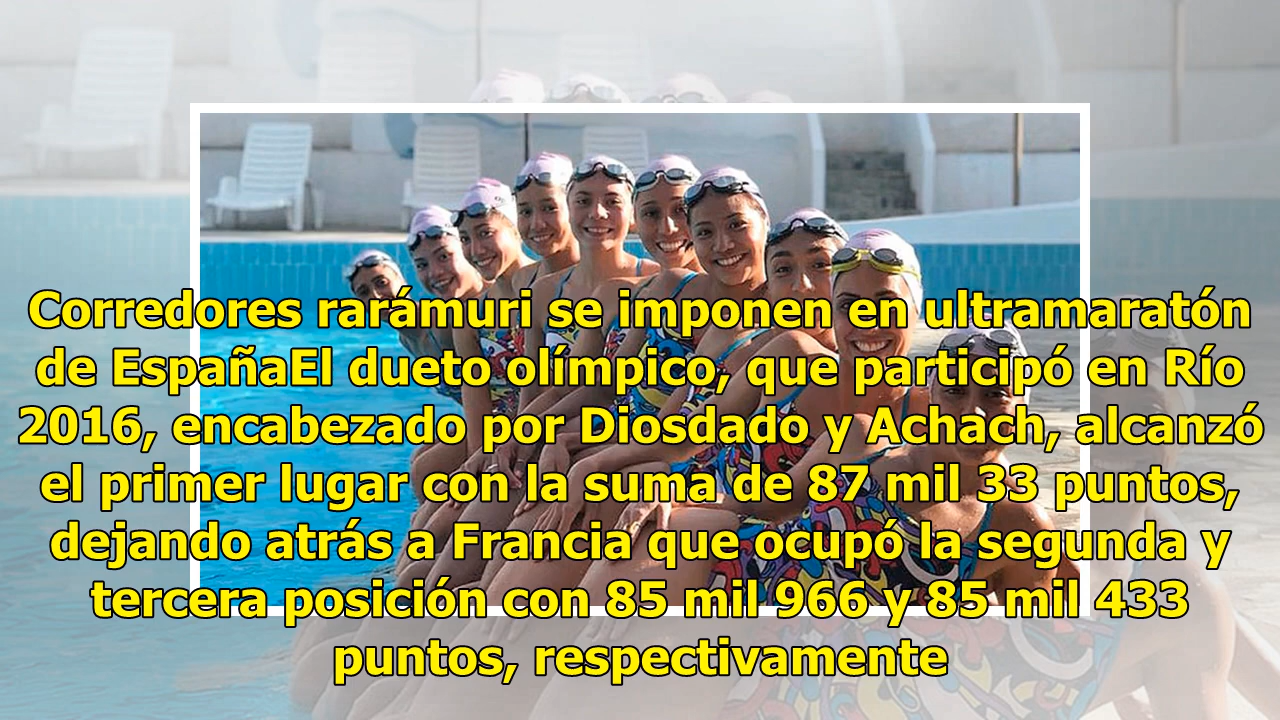 Corredores rarámuri se imponen en ultramaratón
de EspañaEl dueto olímpico, que participó en Río
2016, encabezado por Diosdado y Achach, alcanzó
el primer lugar con la suma de 87 mil 33 puntos,
dejando atrás a Francia que ocupó la segunda y
tercera posición con 85 mil 966 y 85 mil 433
puntos, respectivamente